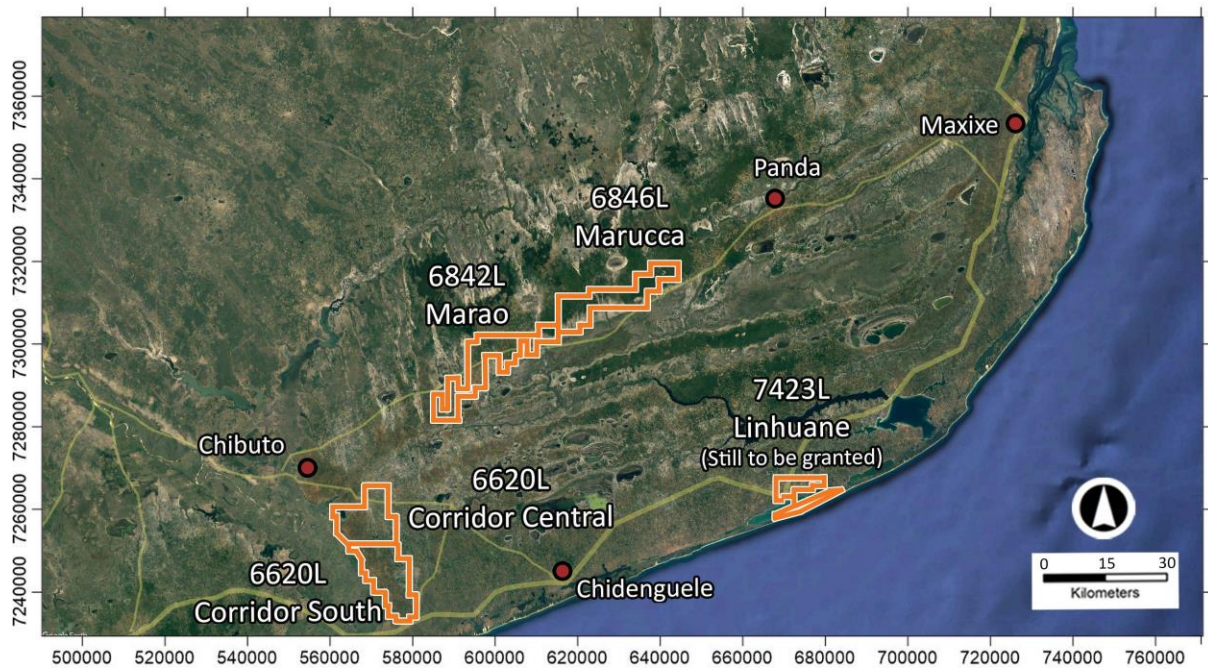 Maxixe
Panda
6846L
Marucca
6842L
Marao
7423L
Linhuane
(Still to be granted)
Chibuto
6620L
Corridor Central
6620L
Corridor South
Chidenguele
0 15 30
Kilometers
7360000
7340000
7320000
7300000
7280000
7260000
7240000
500000 520000 540000 560000 580000 600000 620000 640000 660000 680000 700000 720000 740000 760000